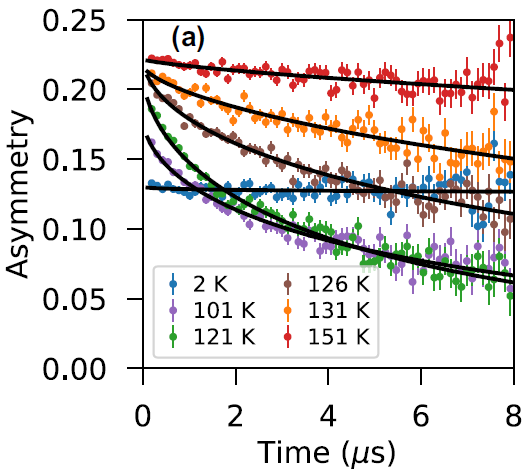 (a)
0.25
0.20
0.15
0.10
0.05
0.00
Asymmetry
2 K
101 K
121 K
126 K
131 K
151 K
0
2
4
6
8
Time (μs)